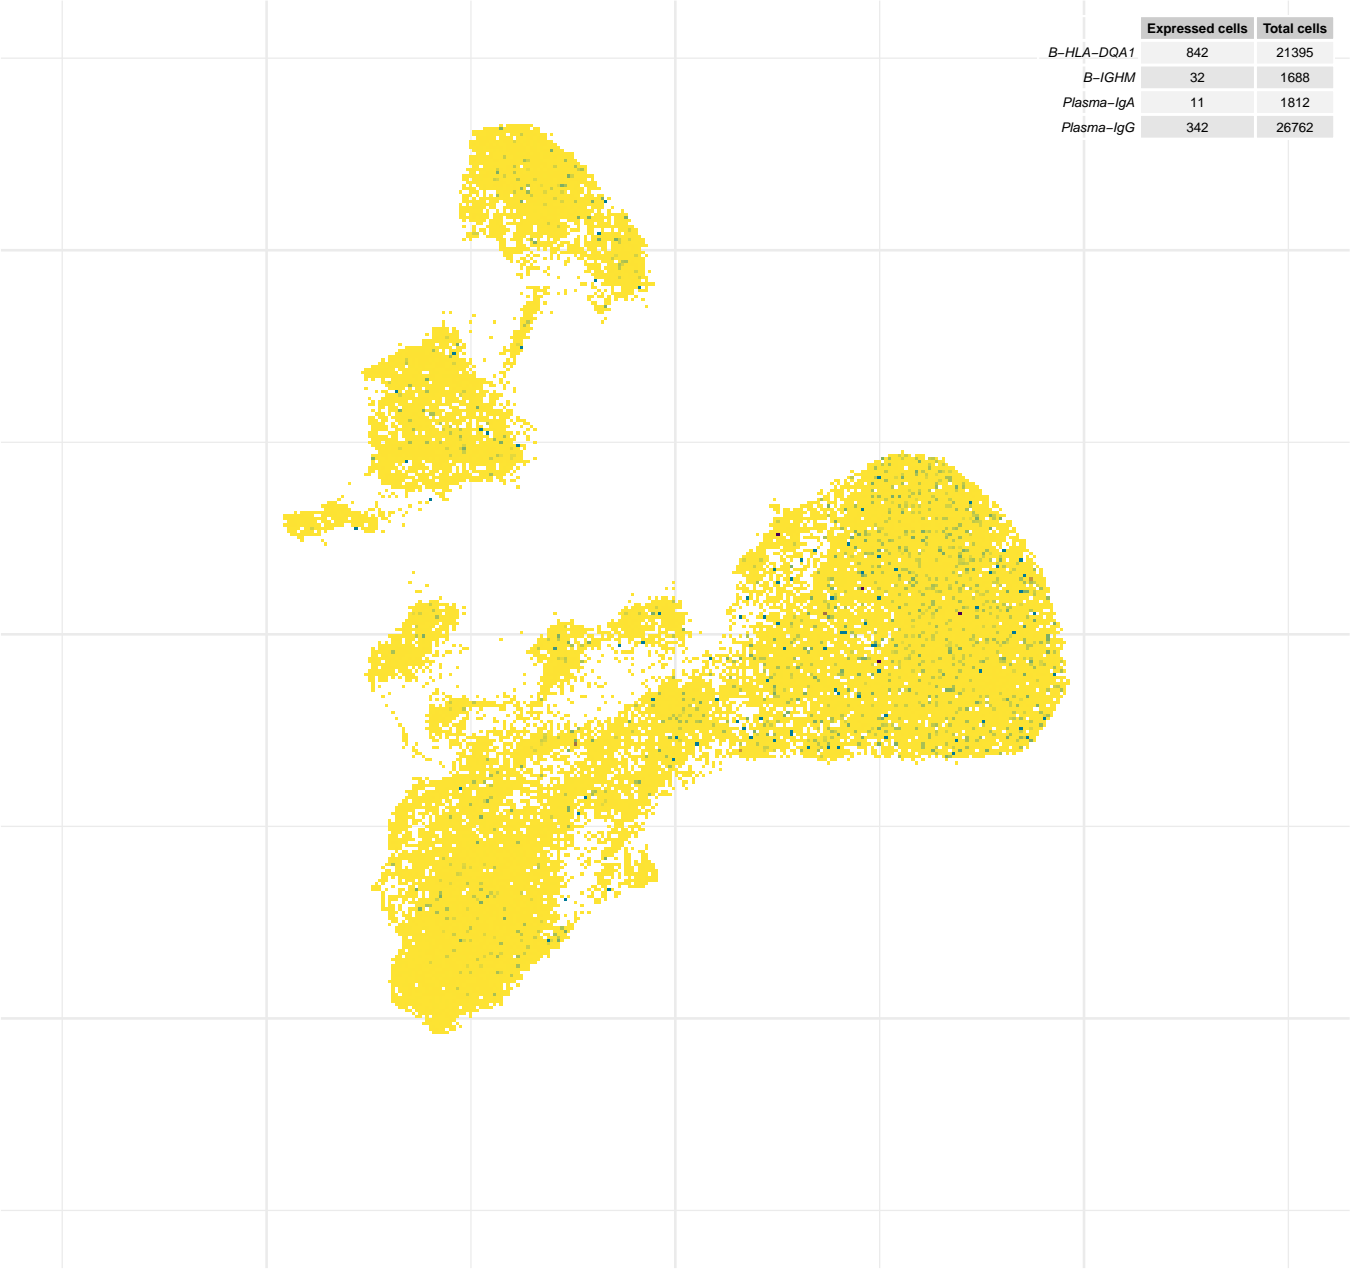 Expressed cells Total cells
B−HLA−DQA1 842 21395
B−IGHM 32 1688
Plasma−IgA 11 1812
Plasma−IgG 342 26762